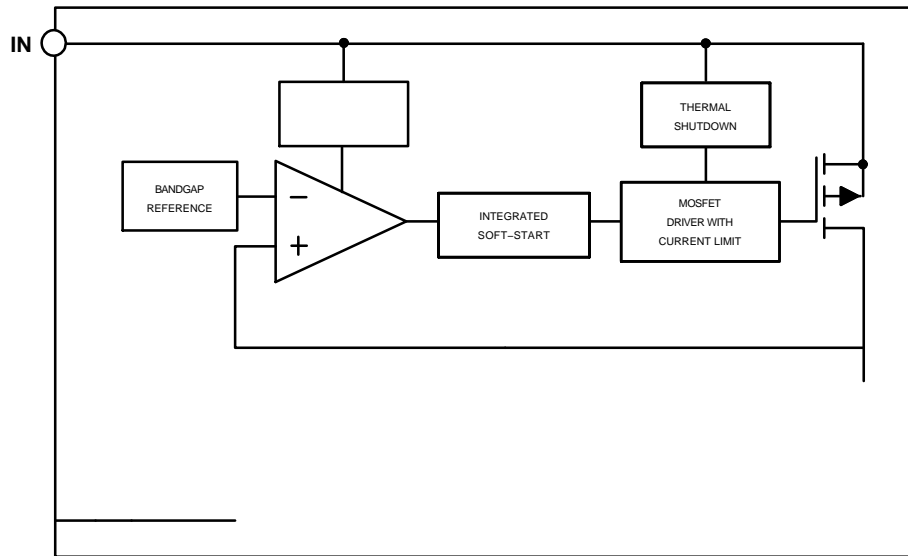 IN
THERMAL
SHUTDOWN
BANDGAP
REFERENCE
−
+
INTEGRATED
SOFT−START
MOSFET
DRIVER WITH
CURRENT LIMIT